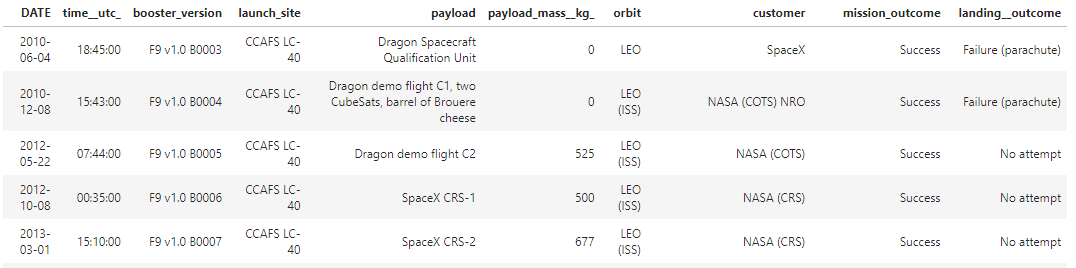 DATE time__utc_ booster_version launch_site payload payload_mass__kg_ orbit customer mission_outcome landing__outcome
2010-06-04 18:45:00 F9 v1.0 B0003 CCAFS LC-40 Dragon Spacecraft Qualification Unit 0 LEO SpaceX Success Failure (parachute)
2010-12-08 15:43:00 F9 v1.0 B0004 CCAFS LC-40 Dragon demo flight C1, two CubeSats, barrel of Brouere cheese 0 LEO (ISS) NASA (COTS) NRO Success Failure (parachute)
2012-05-22 07:44:00 F9 v1.0 B0005 CCAFS LC-40 Dragon demo flight C2 525 LEO (ISS) NASA (COTS) Success No attempt
2012-10-08 00:35:00 F9 v1.0 B0006 CCAFS LC-40 SpaceX CRS-1 500 LEO (ISS) NASA (CRS) Success No attempt
2013-03-01 15:10:00 F9 v1.0 B0007 CCAFS LC-40 SpaceX CRS-2 677 LEO (ISS) NASA (CRS) Success No attempt